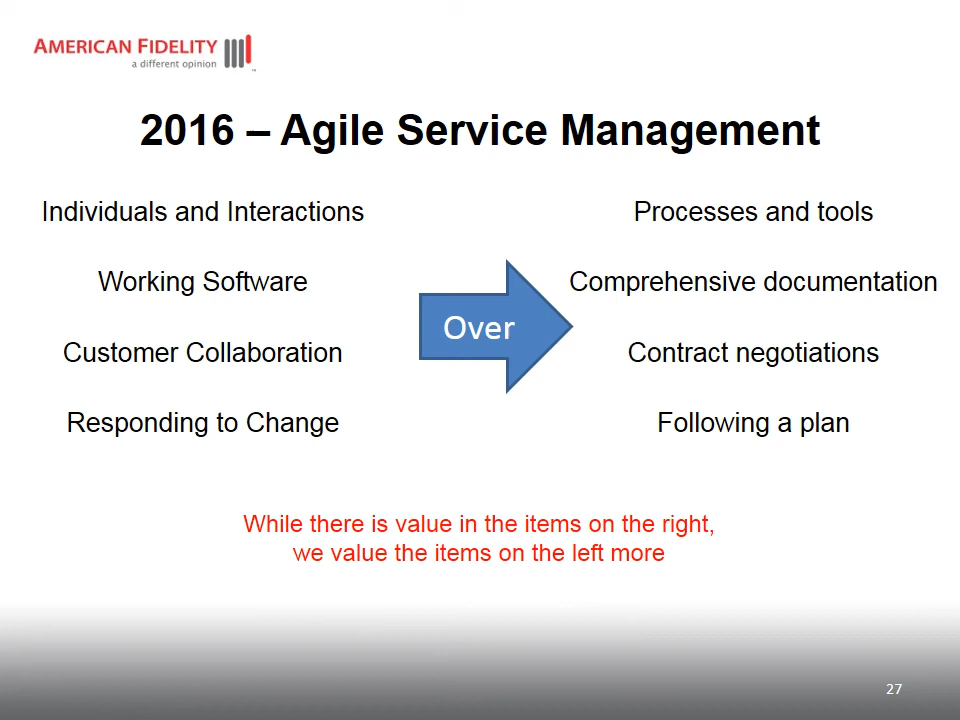 AMERICAN FIDELITY
a different opinion
2016 – Agile Service Management
Individuals and Interactions
Processes and tools
Working Software
Comprehensive documentation
Over
Customer Collaboration
Contract negotiations
Responding to Change
Following a plan
While there is value in the items on the right,
we value the items on the left more
27